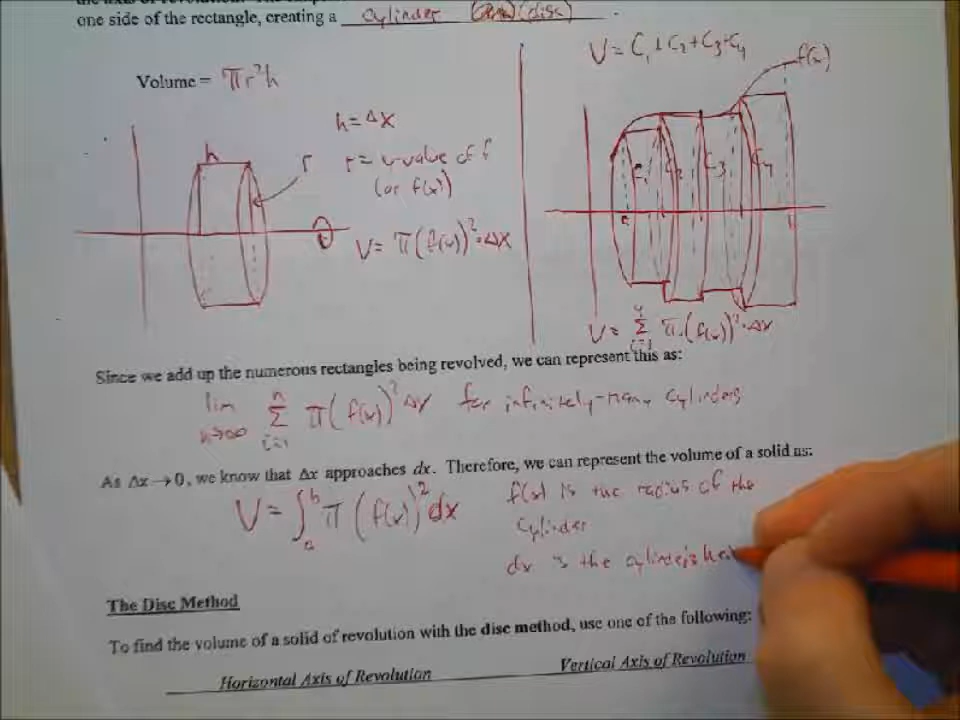 one side of the rectangle, creating a cylinder (disc).
Volume = πr²h
h = Δx
h
r
r = y-value of f
(or f(x))
V = π(f(x))²·Δx
V = C₁ + C₂ + C₃ + C₄
f(x)
C₁ C₂ C₃ C₄
a
V = 4 Σ i=1 π·(f(x))²·Δx
Since we add up the numerous rectangles being revolved, we can represent this as:
lim n→∞ n Σ i=1 π(f(x))² Δx for infinitely-many cylinders
As Δx → 0, we know that Δx approaches dx. Therefore, we can represent the volume of a solid as:
V = ∫ₐᵇ π (f(x))² dx
f(x) is the radius of the
cylinder
dx is the cylinder's
The Disc Method
To find the volume of a solid of revolution with the disc method, use one of the following:
Horizontal Axis of Revolution
Vertical Axis of Revolution